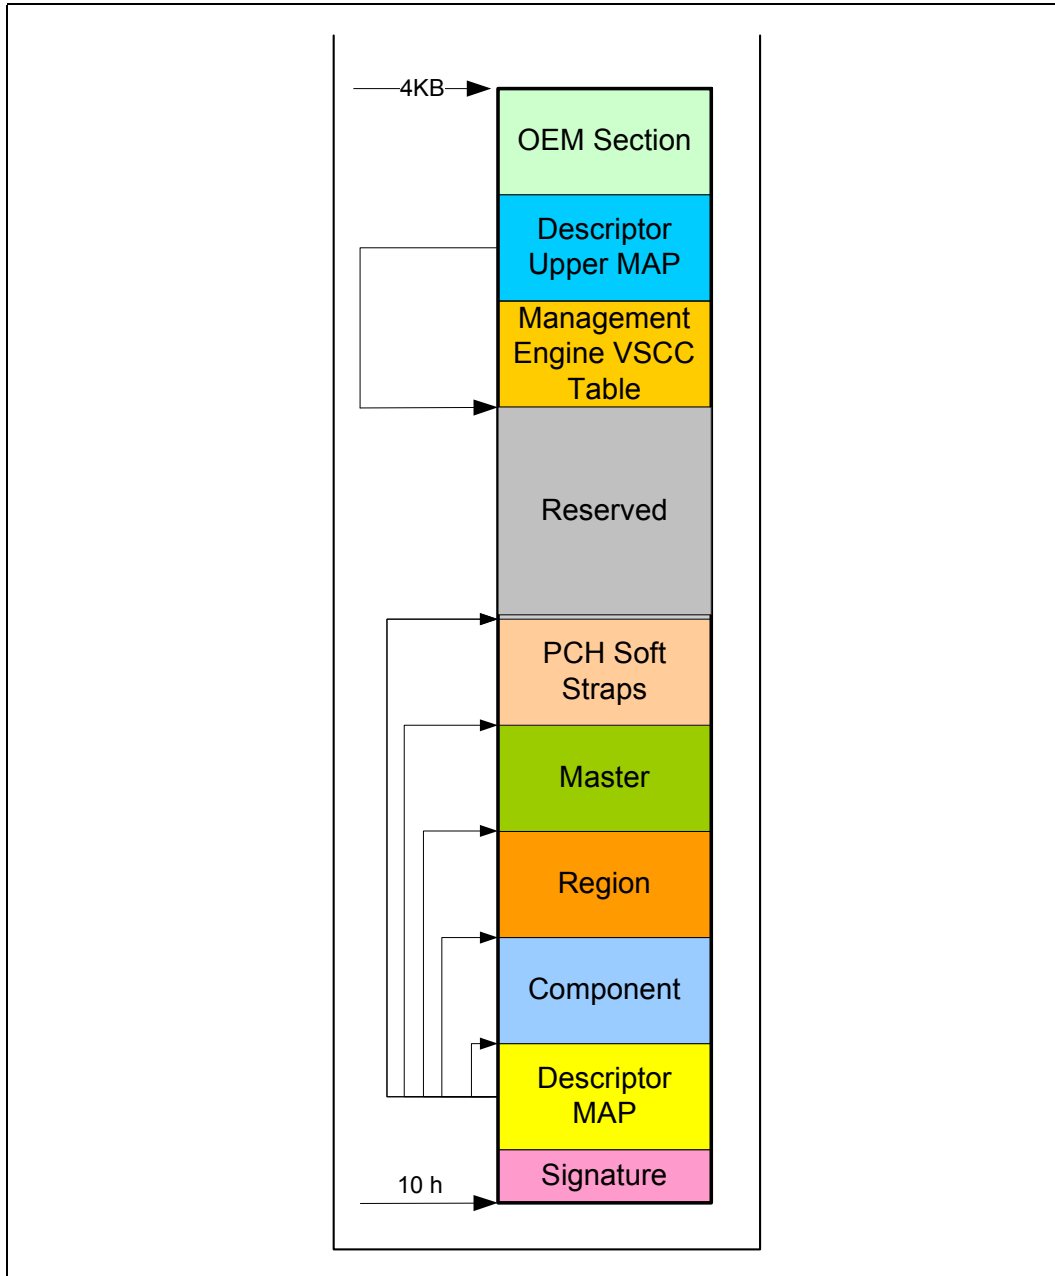 4KB
OEM Section
Descriptor
Upper MAP
Management
Engine VSCC
Table
Reserved
PCH Soft
Straps
Master
Region
Component
Descriptor
MAP
Signature
10 h